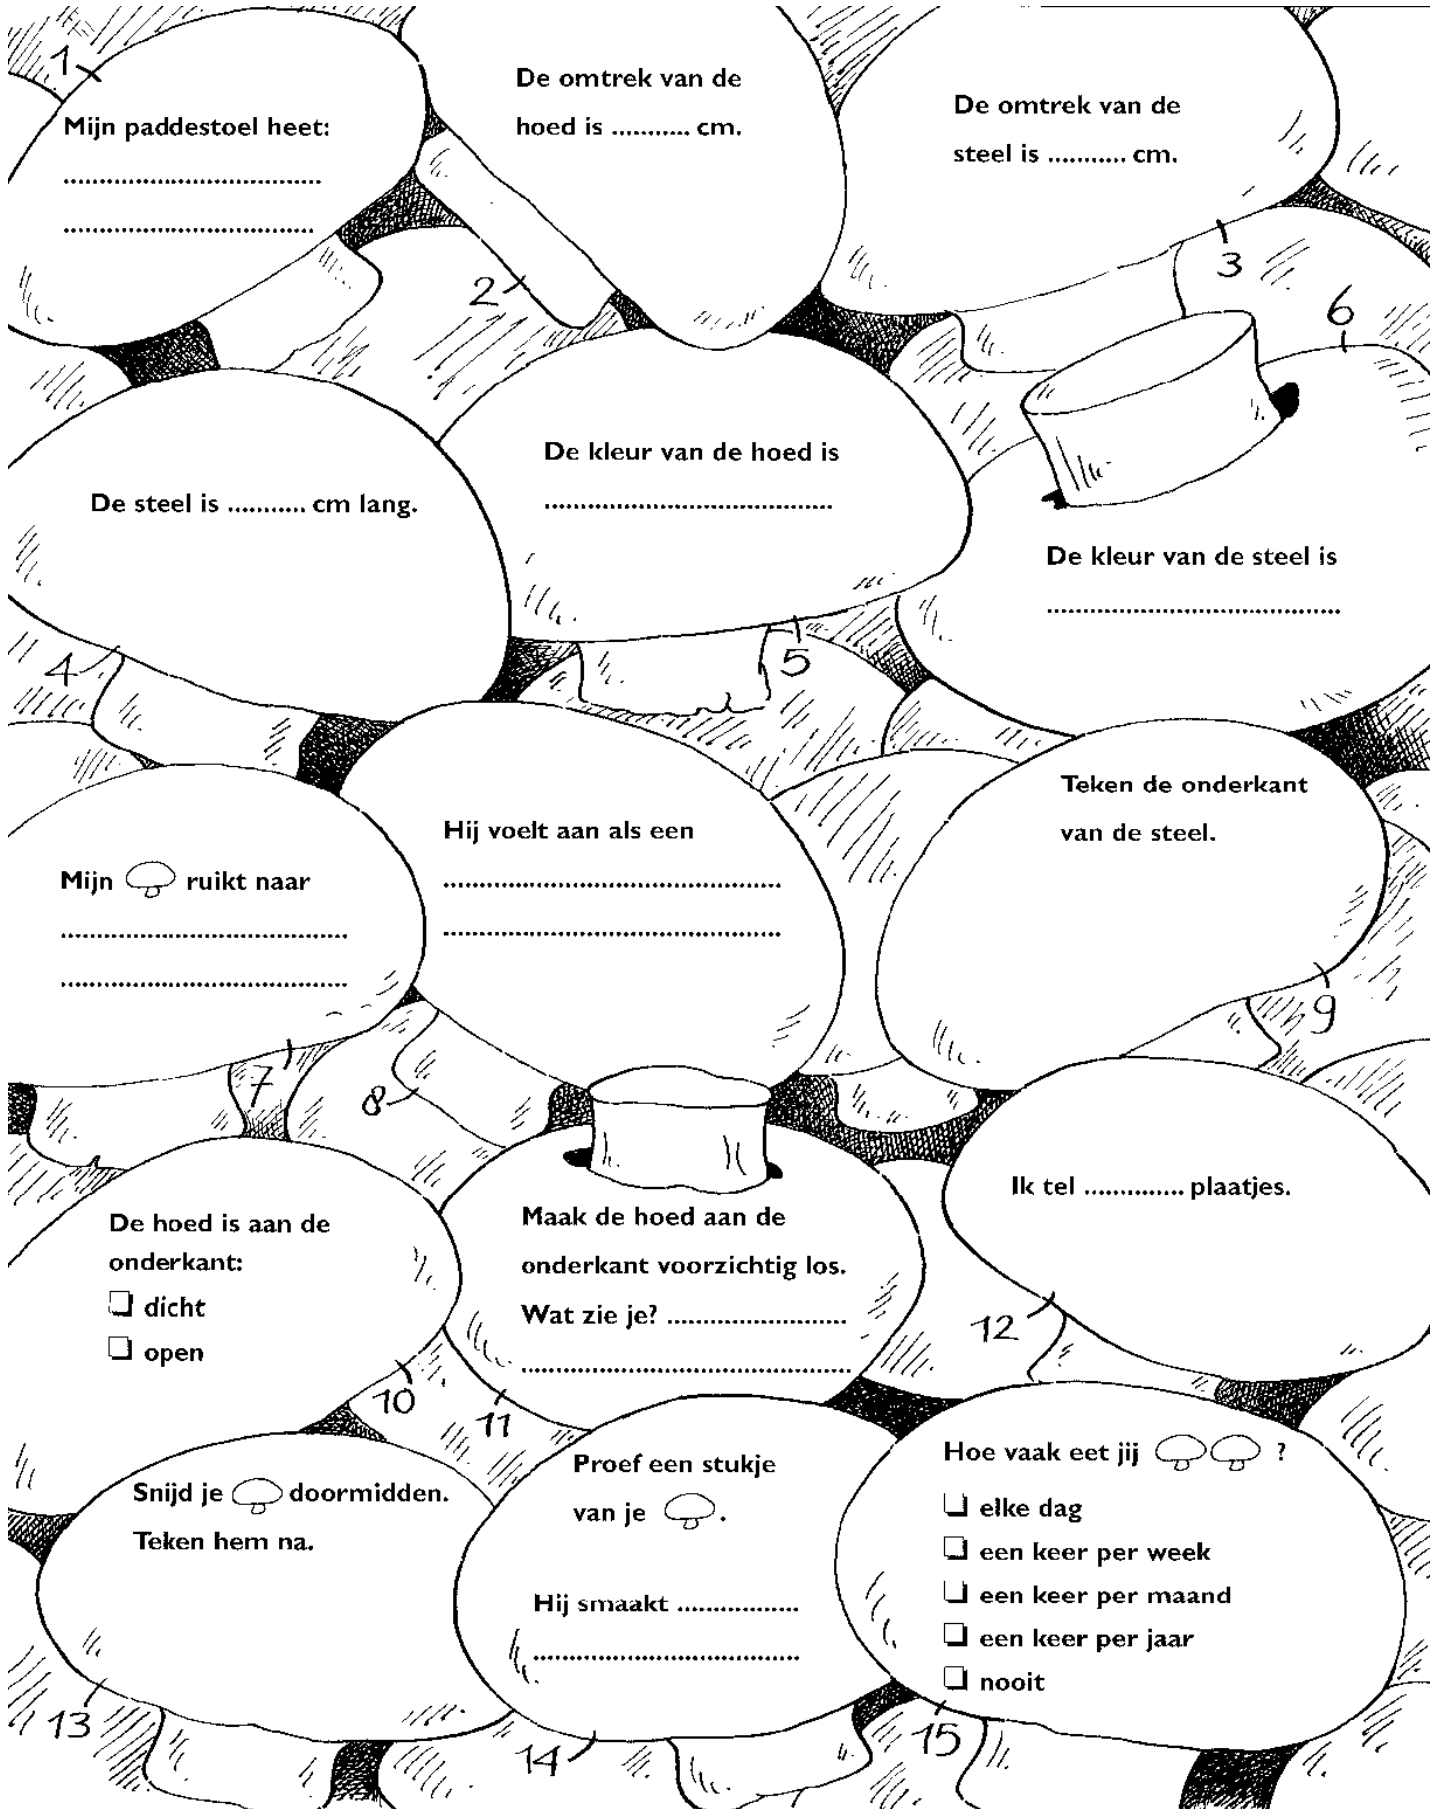 1
Mijn paddestoel heet:
..............................
..............................
2
De omtrek van de
hoed is ........... cm.
3
De omtrek van de
steel is ........... cm.
4
De steel is ........... cm lang.
5
De kleur van de hoed is
..............................
6
De kleur van de steel is
..............................
7
Mijn ruikt naar
..............................
..............................
8
Hij voelt aan als een
..............................
..............................
9
Teken de onderkant
van de steel.
10
De hoed is aan de
onderkant:
❑ dicht
❑ open
11
Maak de hoed aan de
onderkant voorzichtig los.
Wat zie je? .........................
..............................
12
Ik tel .............. plaatjes.
13
Snijd je doormidden.
Teken hem na.
14
Proef een stukje
van je .
Hij smaakt .................
..............................
15
Hoe vaak eet jij ?
❑ elke dag
❑ een keer per week
❑ een keer per maand
❑ een keer per jaar
❑ nooit